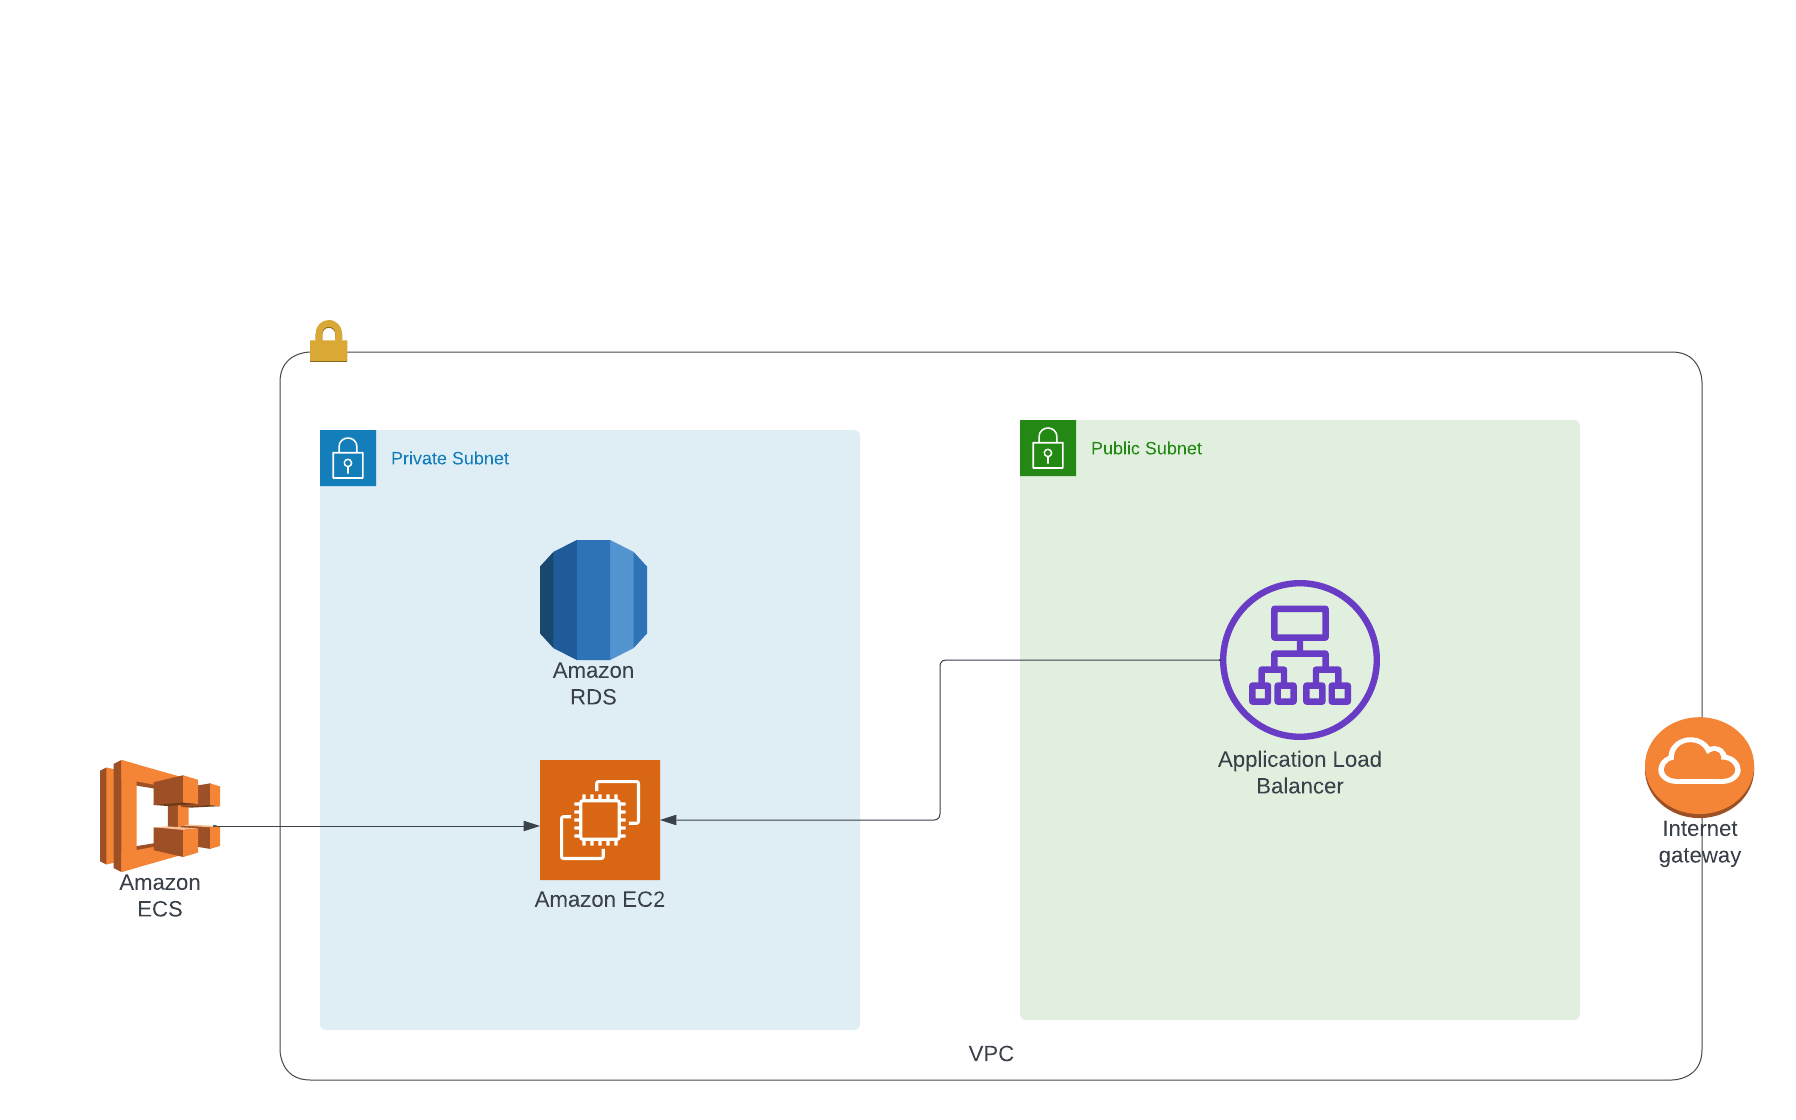 Private Subnet
Public Subnet
Amazon
RDS
Application Load
Balancer
Internet
gateway
Amazon
ECS
Amazon EC2
VPC